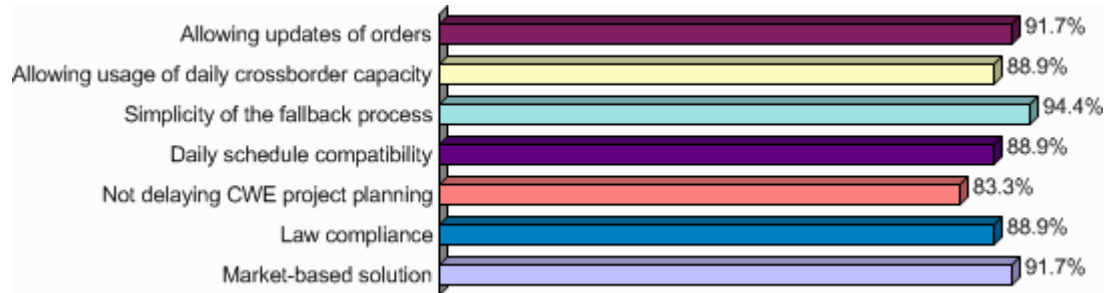 Allowing updates of orders 91.7%
Allowing usage of daily crossborder capacity 88.9%
Simplicity of the fallback process 94.4%
Daily schedule compatibility 88.9%
Not delaying CWE project planning 83.3%
Law compliance 88.9%
Market-based solution 91.7%